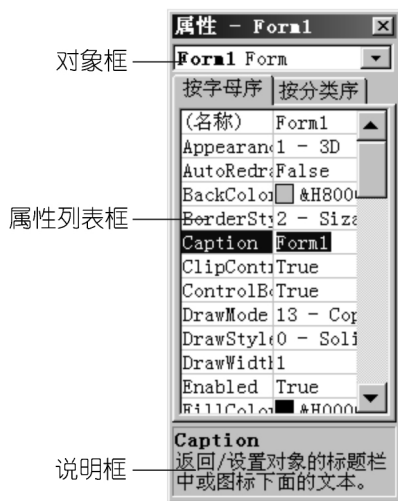 属性 - Form1
对象框
Form1 Form
按字母序 按分类序
(名称) Form1
Appearan 1 - 3D
AutoRedra False
BackColor &H800
属性列表框
BorderSty 2 - Siza
Caption Form1
ClipContr True
ControlBo True
DrawMode 13 - Cop
DrawStyle 0 - Soli
DrawWidth 1
Enabled True
FillColor &H000
Caption
说明框
返回/设置对象的标题栏
中或图标下面的文本。